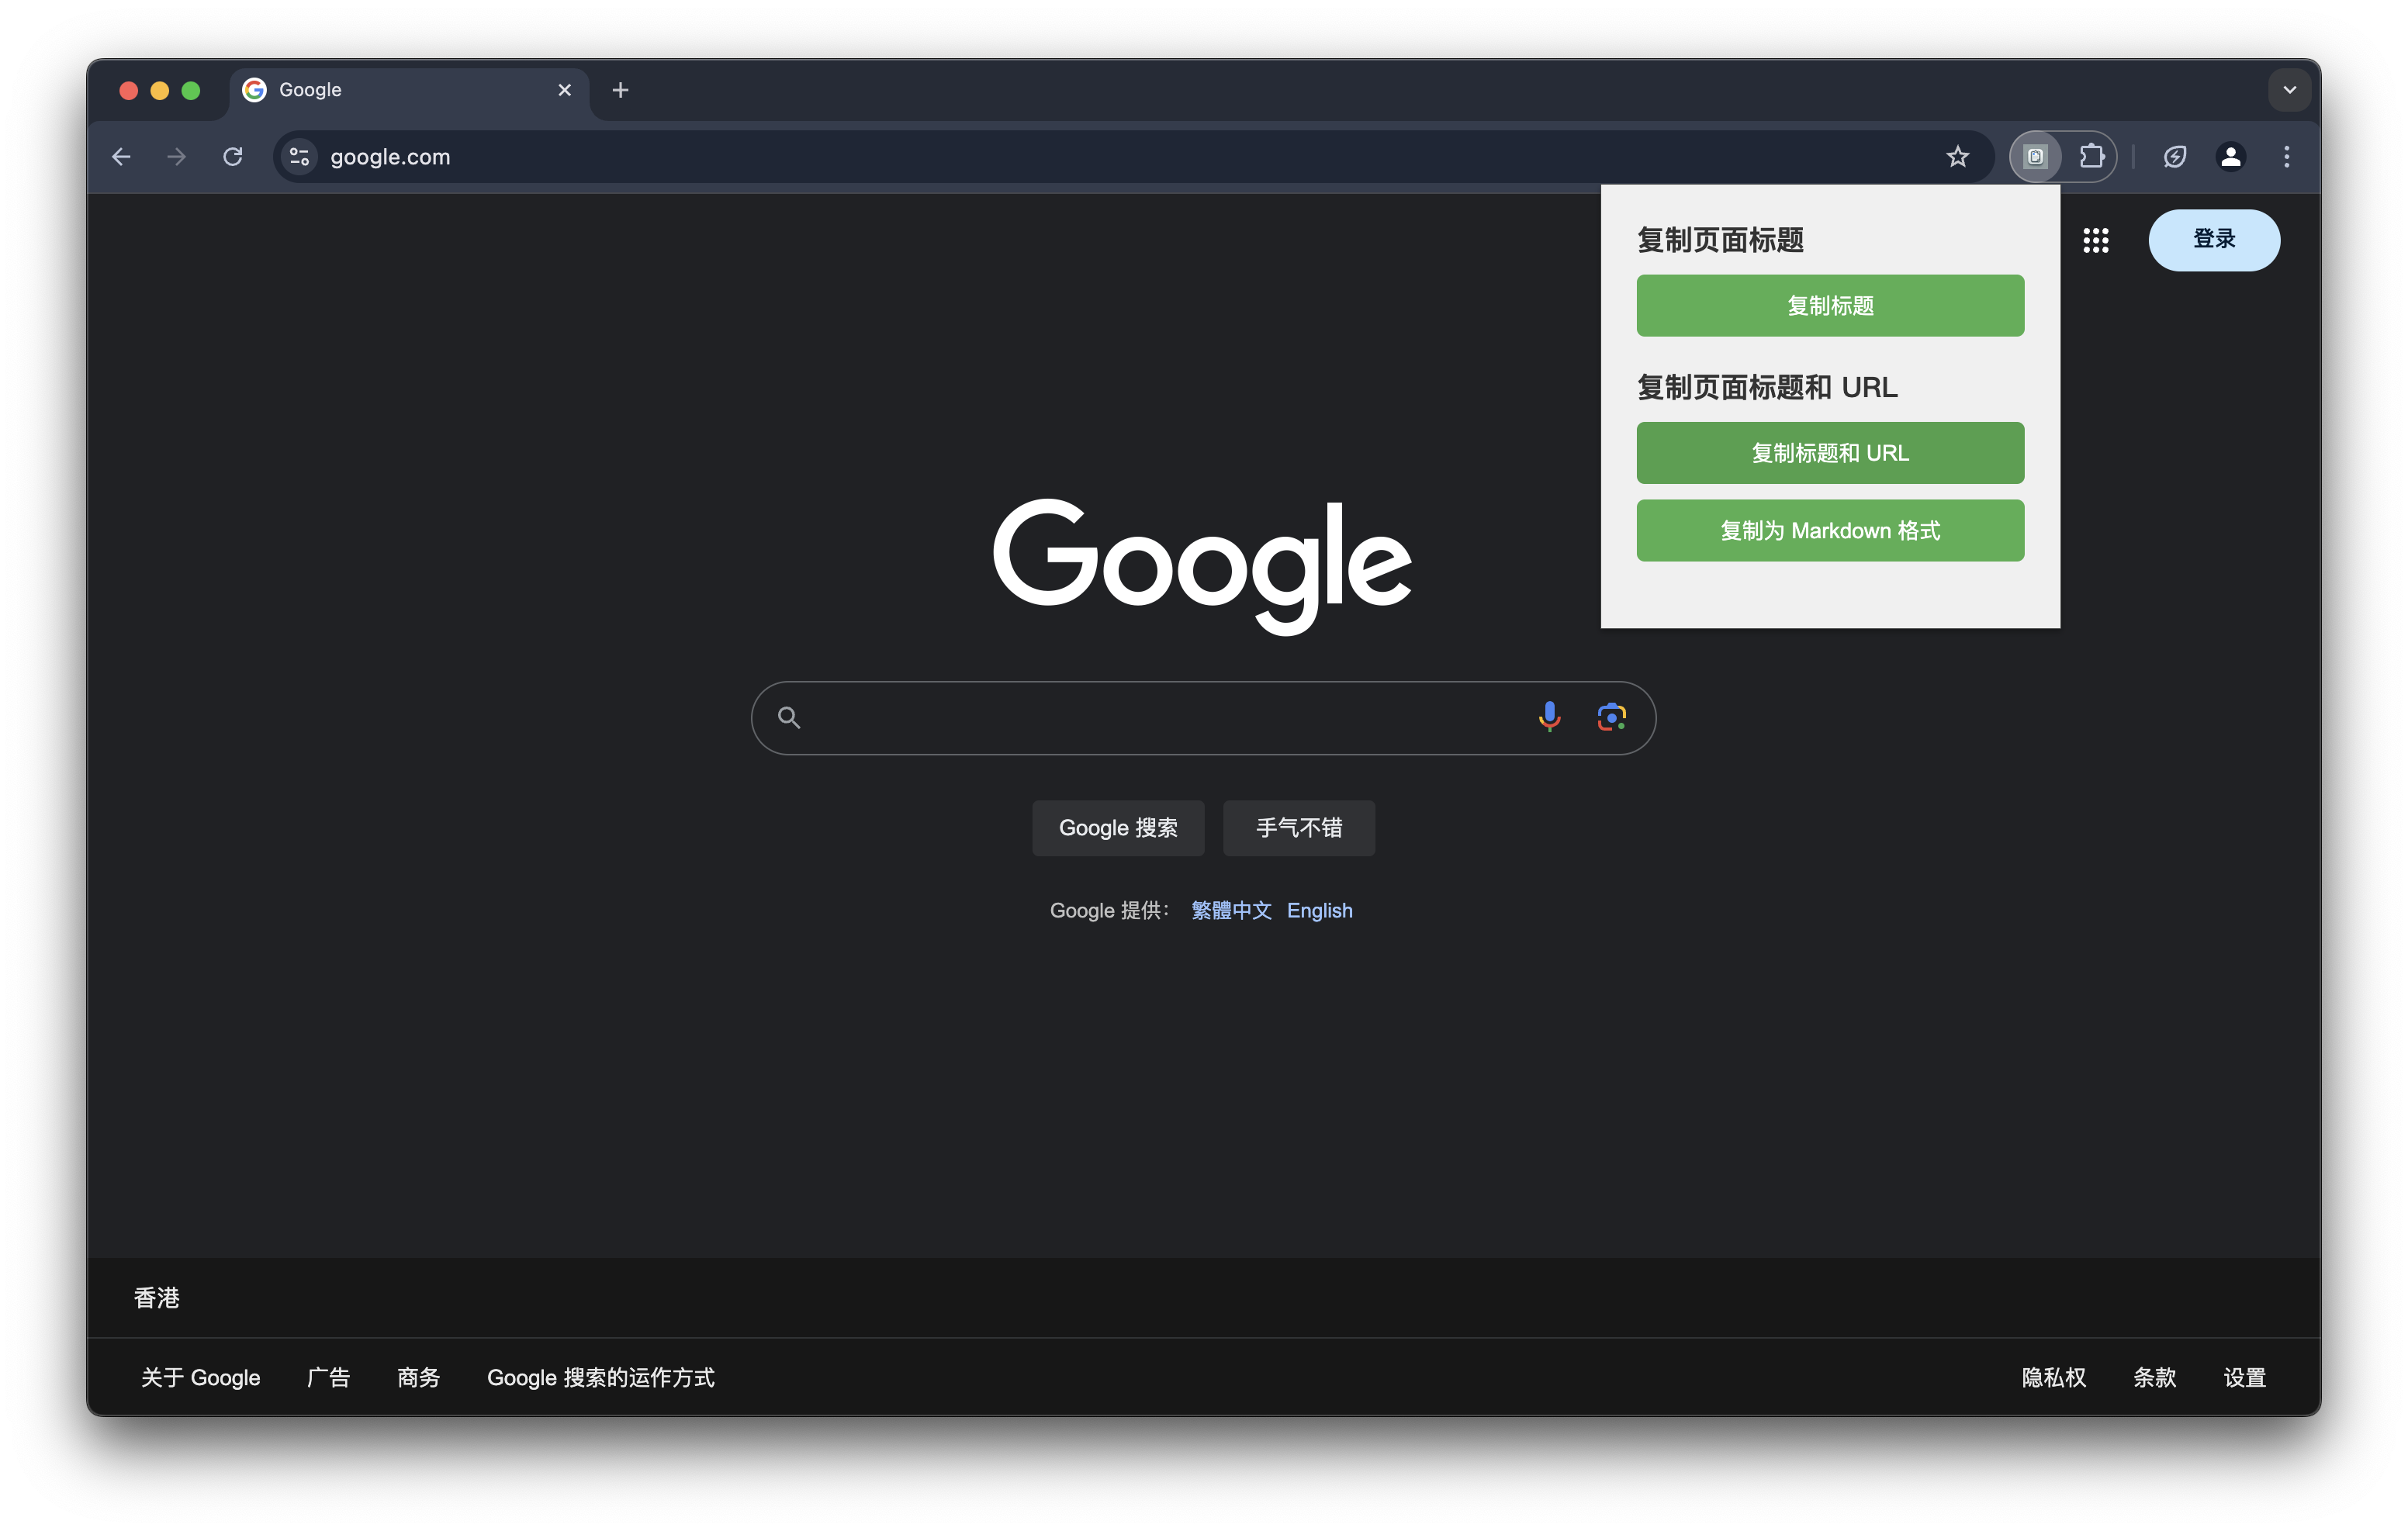 Google
google.com
复制页面标题
复制标题
登录
复制页面标题和 URL
复制标题和 URL
复制为 Markdown 格式
Google
Google 搜索
手气不错
Google 提供： 繁體中文 English
香港
关于 Google 广告 商务 Google 搜索的运作方式 隐私权 条款 设置